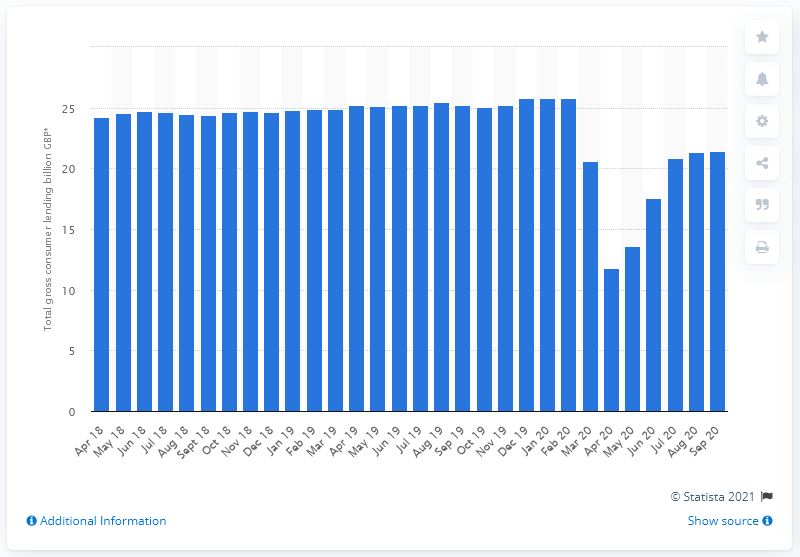 Total gross consumer lending billion GBP*
25
20
15
10
5
0
Apr 18
May 18
Jun 18
Jul 18
Aug 18
Sept 18
Oct 18
Nov 18
Dec 18
Jan 19
Feb 19
Mar 19
Apr 19
May 19
Jun 19
Jul 19
Aug 19
Sep 19
Oct 19
Nov 19
Dec 19
Jan 20
Feb 20
Mar 20
Apr 20
May 20
Jun 20
Jul 20
Aug 20
Sep 20
© Statista 2021
Additional Information
Show source